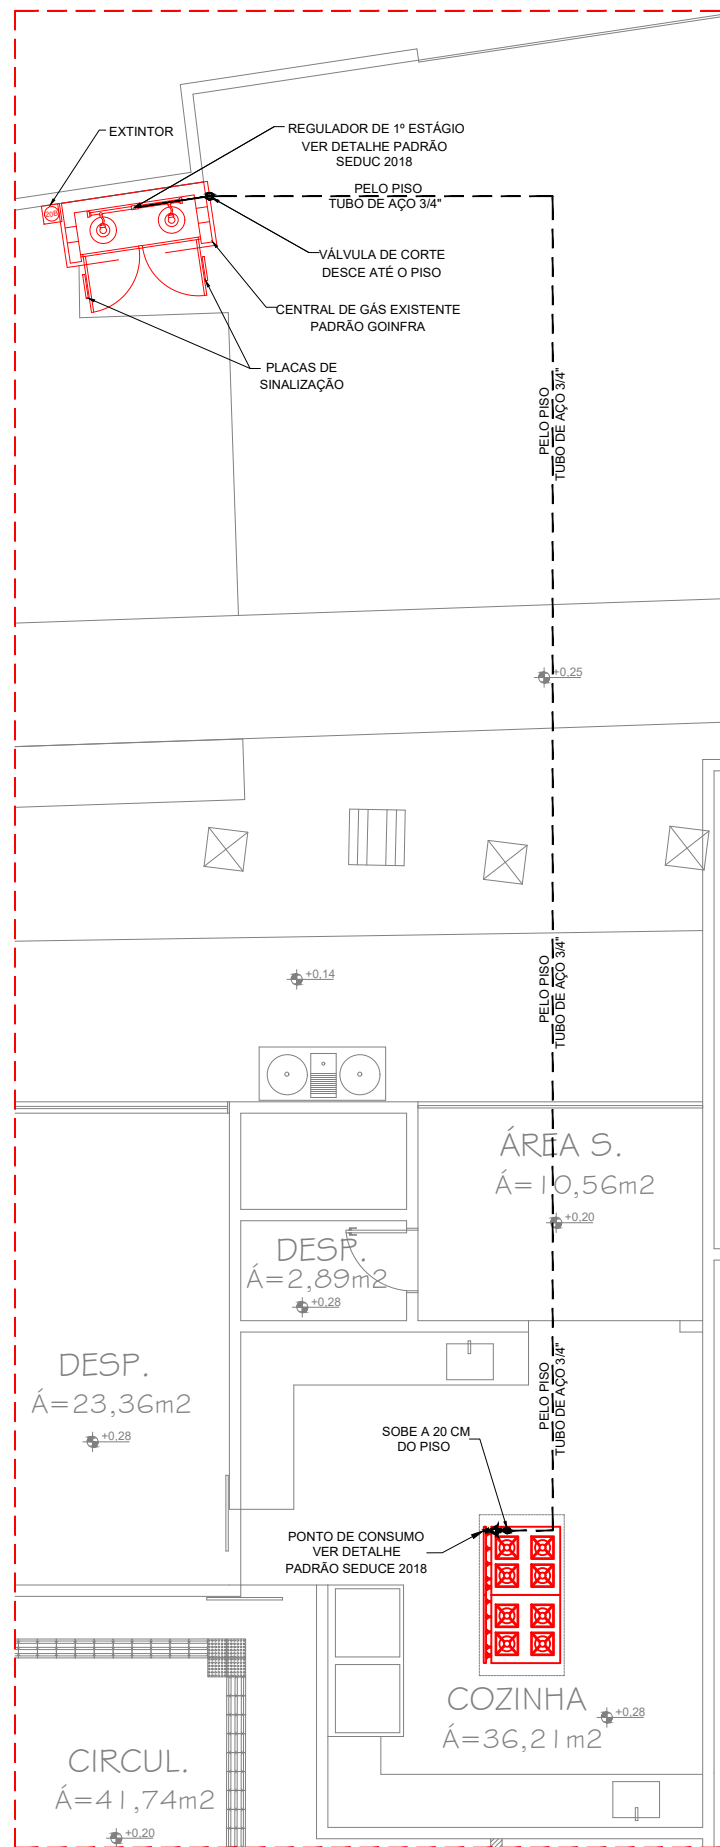 EXTINTOR
REGULADOR DE 1º ESTÁGIO
VER DETALHE PADRÃO
SEDUC 2018
20B
PELO PISO
TUBO DE AÇO 3/4"
VÁLVULA DE CORTE
DESCE ATÉ O PISO
CENTRAL DE GÁS EXISTENTE
PADRÃO GOINFRA
PLACAS DE
SINALIZAÇÃO
PELO PISO
TUBO DE AÇO 3/4"
+0,25
PELO PISO
TUBO DE AÇO 3/4"
+0,14
ÁREA S.
Á=10,56m2
+0,20
DESP.
Á=2,89m2
+0,28
DESP.
Á=23,36m2
+0,28
PELO PISO
TUBO DE AÇO 3/4"
SOBE A 20 CM
DO PISO
PONTO DE CONSUMO
VER DETALHE
PADRÃO SEDUCE 2018
COZINHA
Á=36,21m2
+0,28
CIRCUL.
Á=41,74m2
+0,20